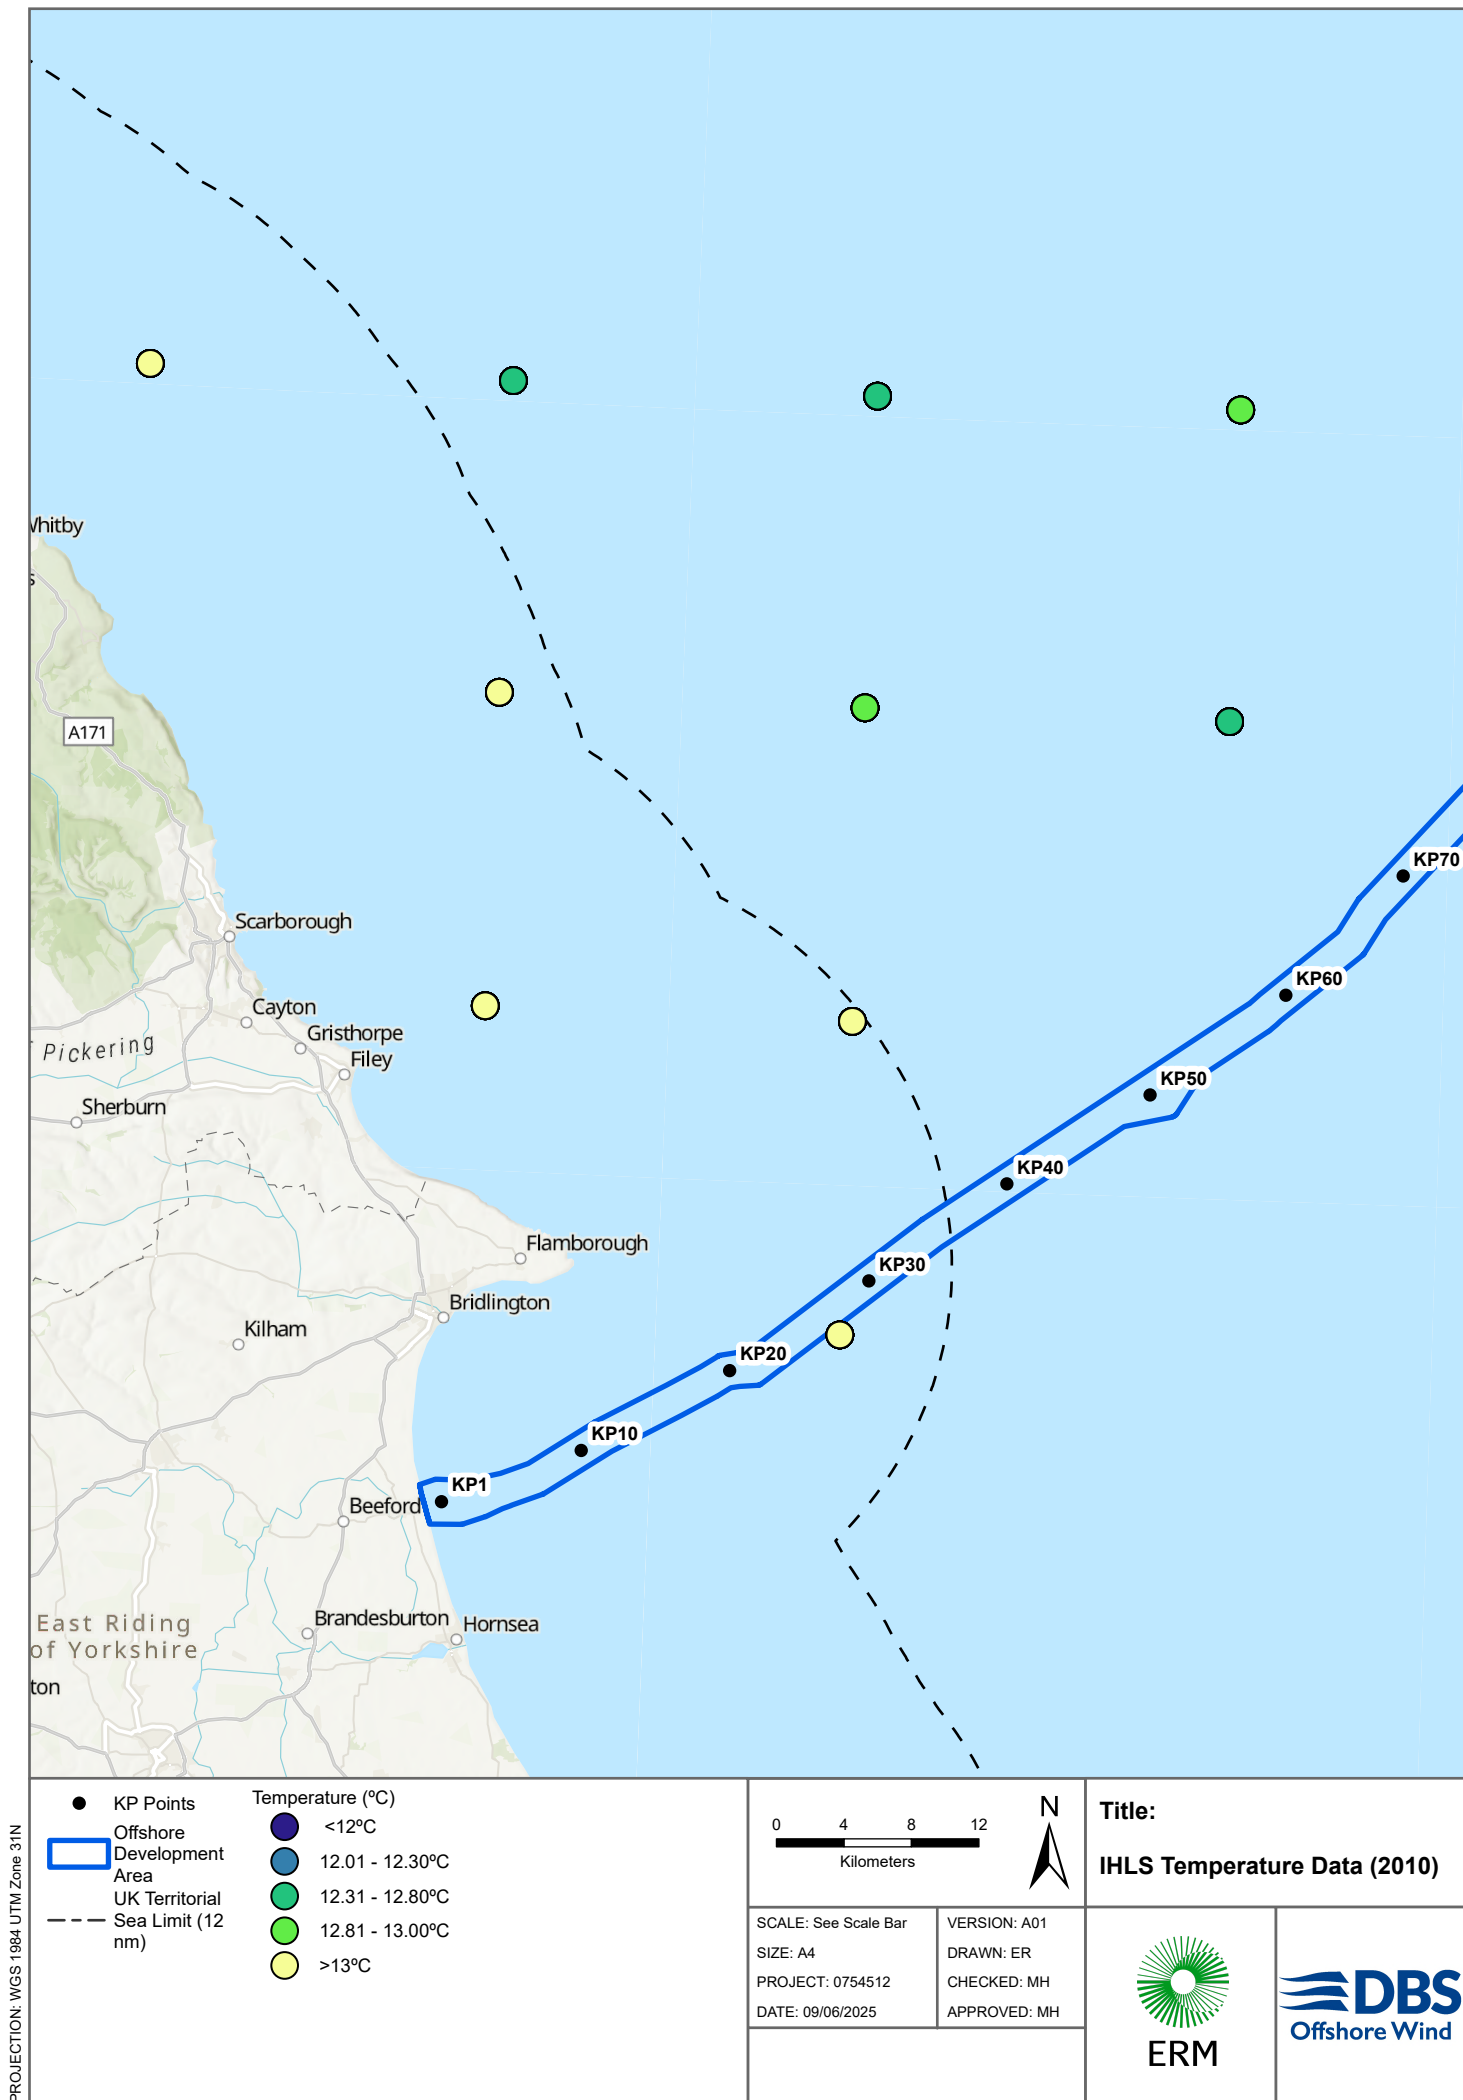 Whitby
s
A171
KP70
Scarborough
KP60
Cayton
Gristhorpe
Pickering
Filey
KP50
Sherburn
KP40
Flamborough
KP30
Bridlington
Kilham
KP20
KP10
KP1
Beeford
East Riding
of Yorkshire
Brandesburton
Hornsea
ton
PROJECTION: WGS 1984 UTM Zone 31N
KP Points
Offshore
Development
Area
UK Territorial
Sea Limit (12
nm)
Temperature (ºC)
<12ºC
12.01 - 12.30ºC
12.31 - 12.80ºC
12.81 - 13.00ºC
>13ºC
0 4 8 12
Kilometers
N
Title:
IHLS Temperature Data (2010)
SCALE: See Scale Bar
SIZE: A4
PROJECT: 0754512
DATE: 09/06/2025
VERSION: A01
DRAWN: ER
CHECKED: MH
APPROVED: MH
ERM
DBS
Offshore Wind